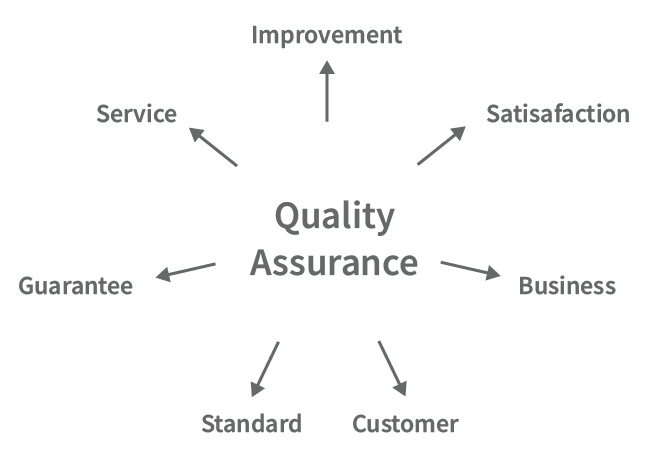 Improvement
Service
Satisafaction
Quality
Assurance
Guarantee
Business
Standard
Customer